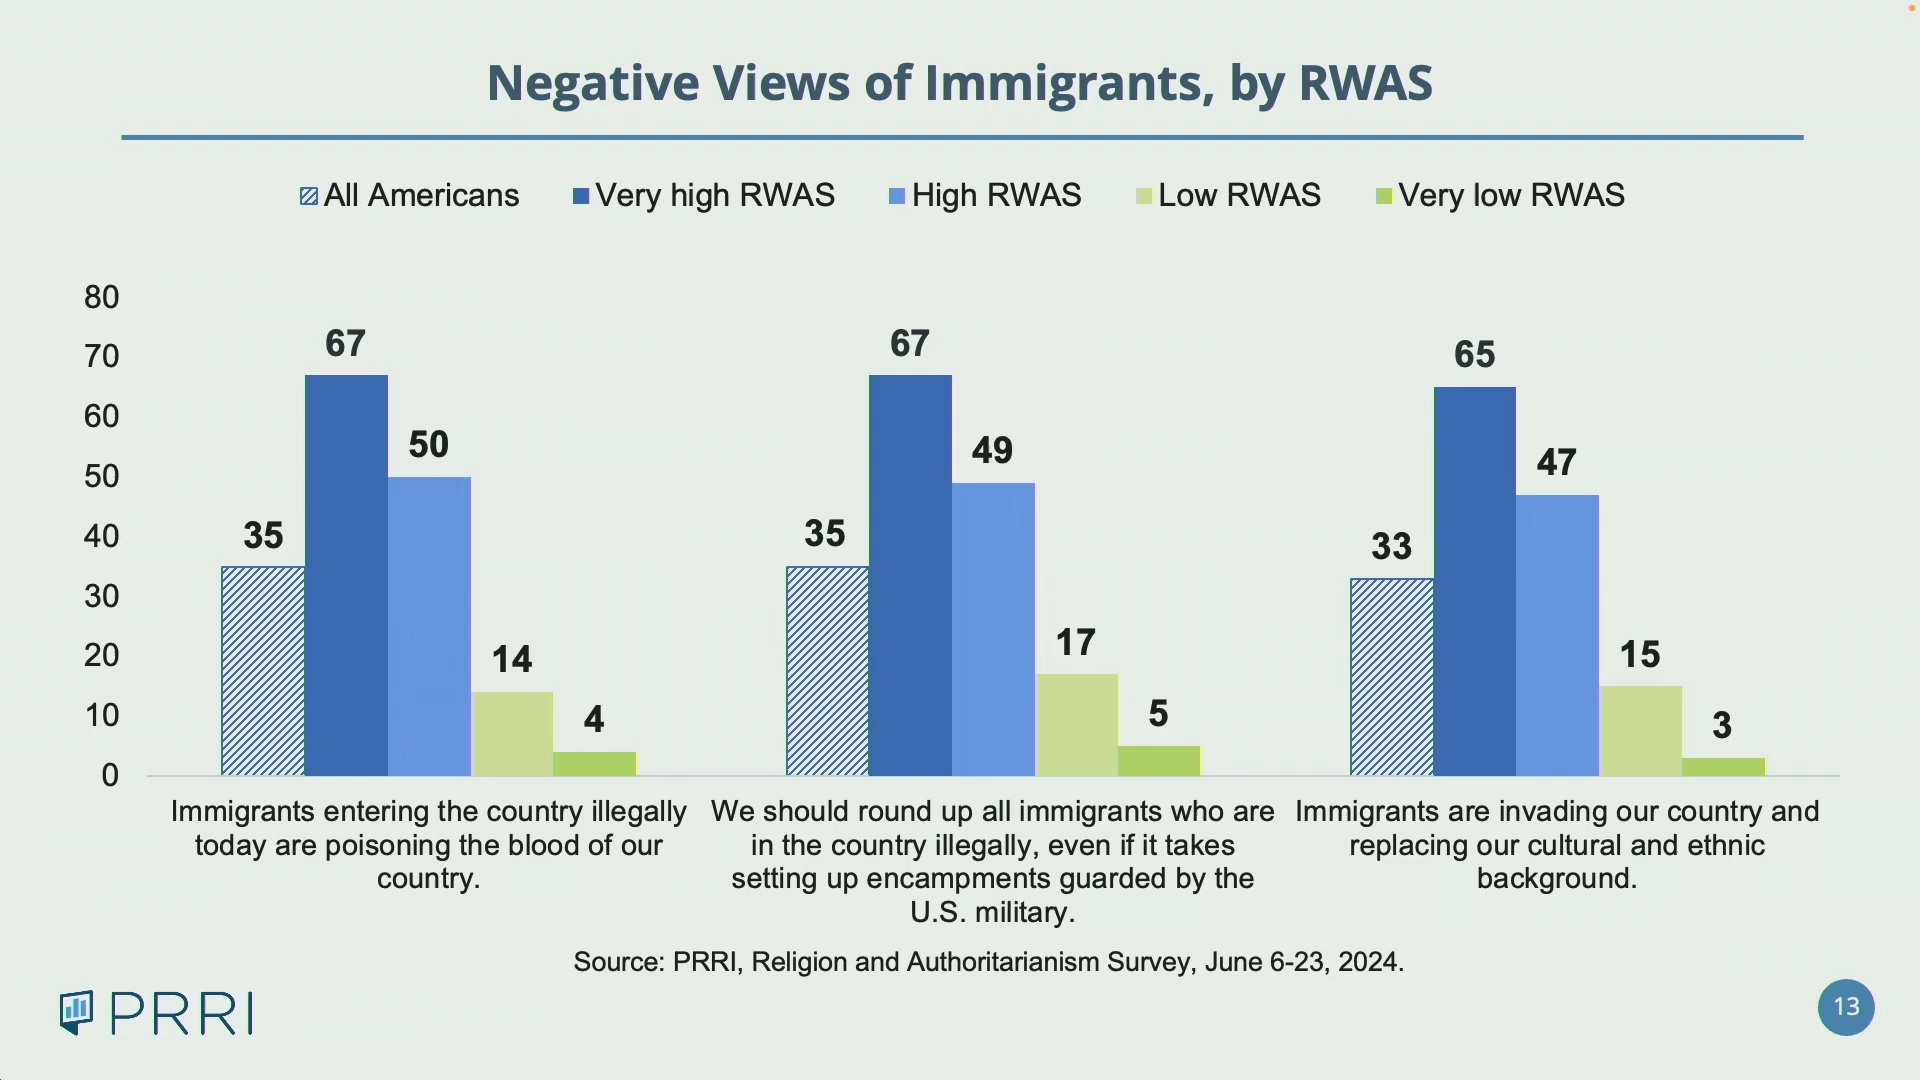 Negative Views of Immigrants, by RWAS
All Americans Very high RWAS High RWAS Low RWAS Very low RWAS
80
70
60
50
40
30
20
10
0
35 67 50 14 4
35 67 49 17 5
33 65 47 15 3
Immigrants entering the country illegally
today are poisoning the blood of our
country.
We should round up all immigrants who are
in the country illegally, even if it takes
setting up encampments guarded by the
U.S. military.
Immigrants are invading our country and
replacing our cultural and ethnic
background.
Source: PRRI, Religion and Authoritarianism Survey, June 6-23, 2024.
PRRI
13